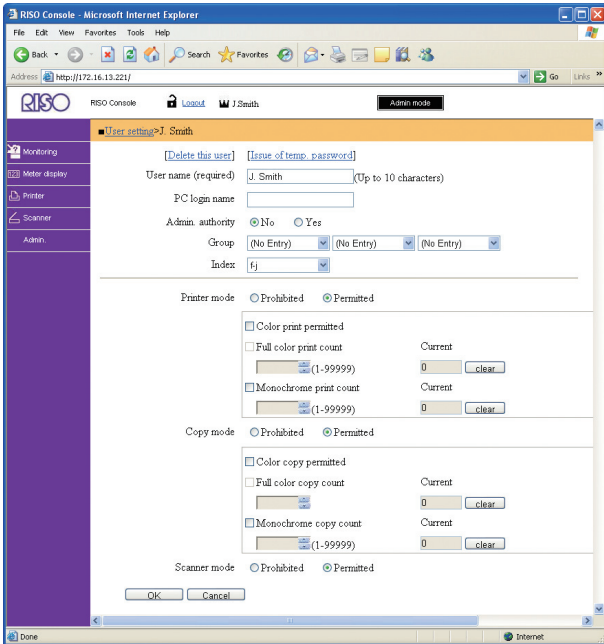 RISO Console - Microsoft Internet Explorer
File Edit View Favorites Tools Help
Back Search Favorites
Address http://172.16.13.221/ Go Links »
RISO RISO Console Logout J.Smith Admin mode
■User setting>J. Smith
Monitoring
Meter display
Printer
Scanner
Admin.
[Delete this user] [Issue of temp. password]
User name (required) J. Smith (Up to 10 characters)
PC login name
Admin. authority No Yes
Group (No Entry) (No Entry) (No Entry)
Index f-j
Printer mode Prohibited Permitted
Color print permitted
Full color print count Current
(1-99999) 0 clear
Monochrome print count Current
(1-99999) 0 clear
Copy mode Prohibited Permitted
Color copy permitted
Full color copy count Current
0 clear
Monochrome copy count Current
(1-99999) 0 clear
Scanner mode Prohibited Permitted
OK Cancel
Done Internet